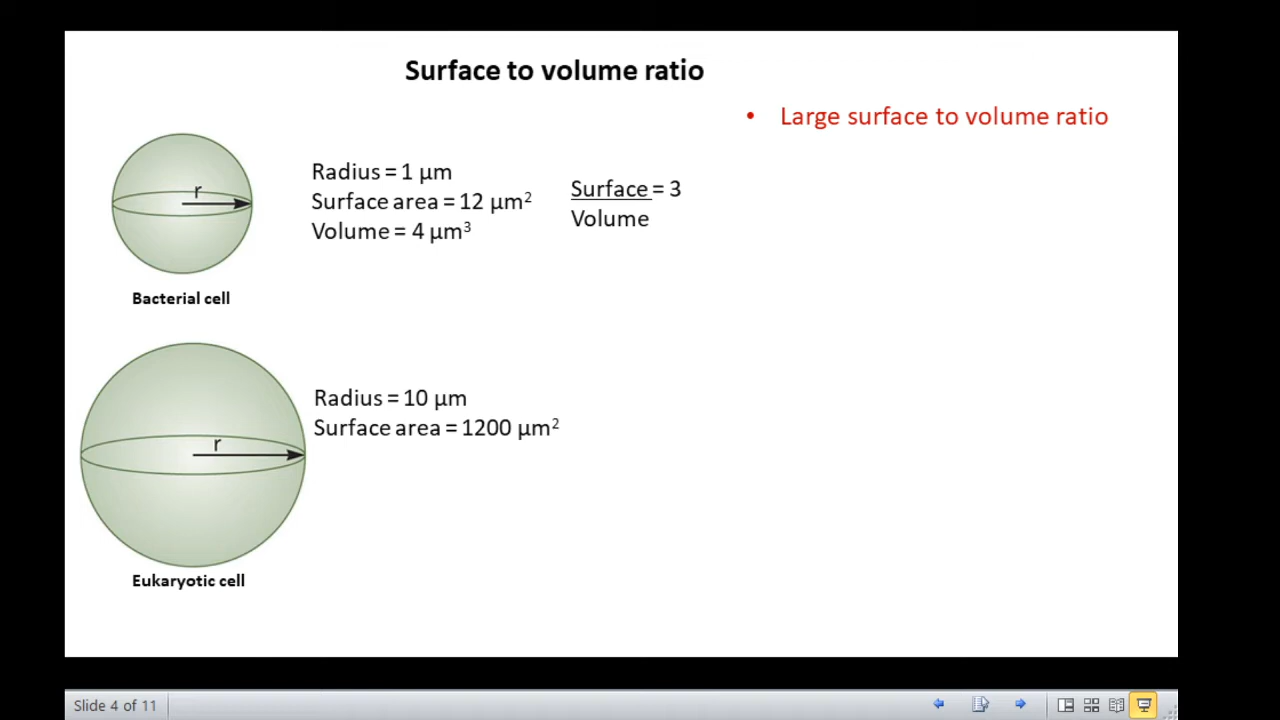 Surface to volume ratio
• Large surface to volume ratio
r
Radius = 1 µm
Surface area = 12 µm²
Volume = 4 µm³
Surface = 3
Volume
Bacterial cell
r
Radius = 10 µm
Surface area = 1200 µm²
Eukaryotic cell
Slide 4 of 11